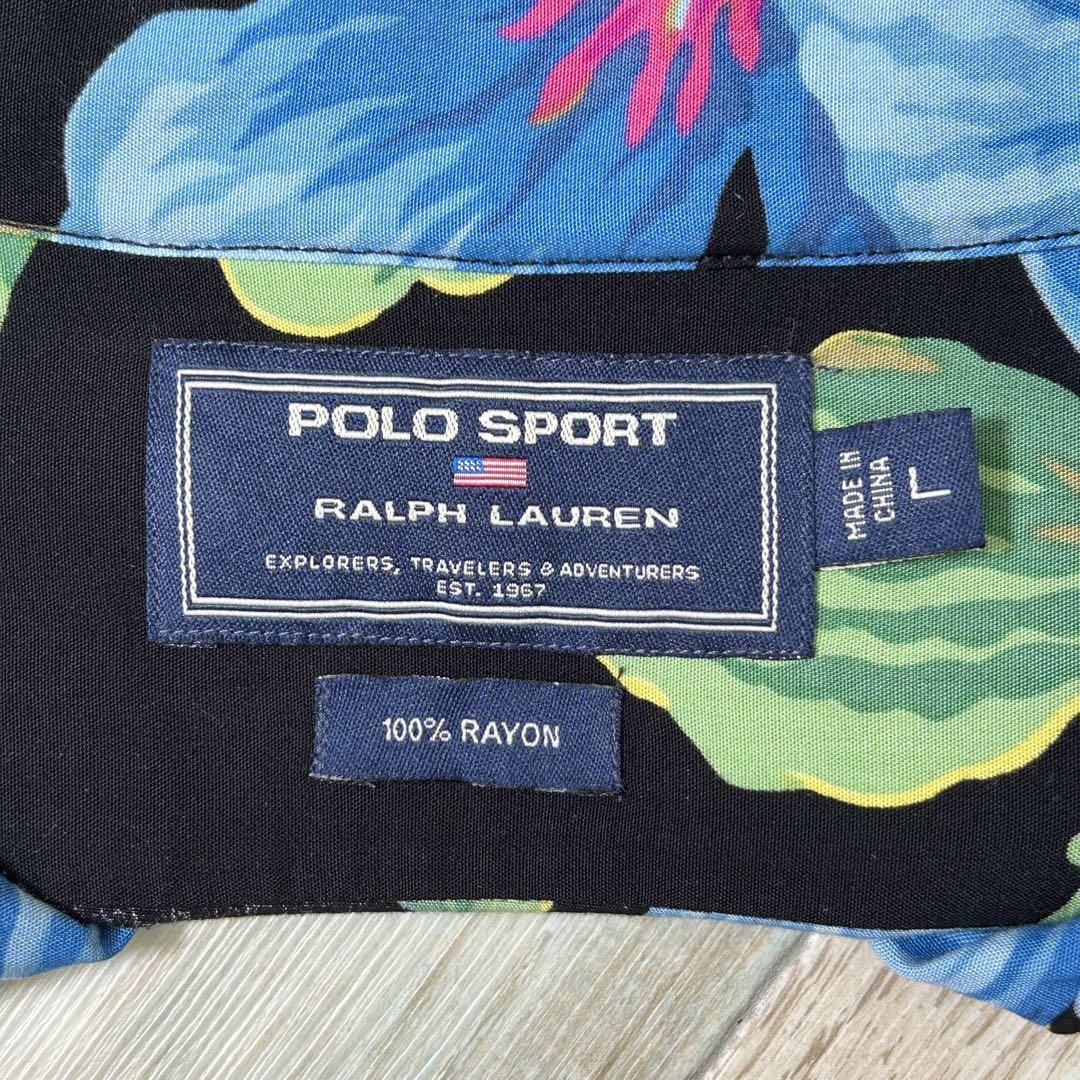 POLO SPORT
RALPH LAUREN
EXPLORERS, TRAVELERS & ADVENTURERS
EST. 1967
MADE IN
CHINA
L
100% RAYON